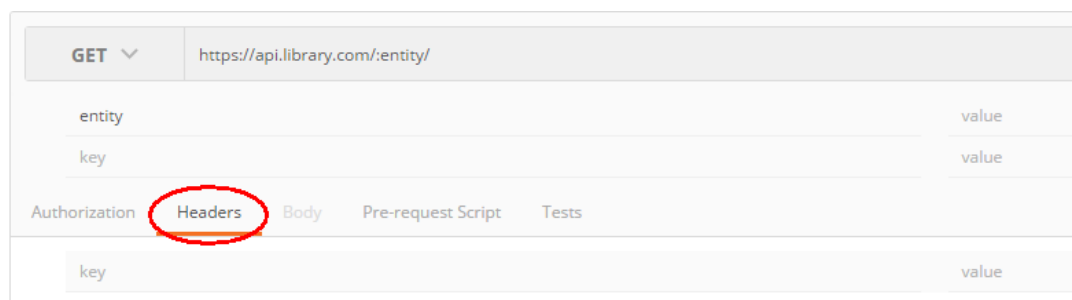 GET https://api.library.com/:entity/
entity value
key value
Authorization Headers Body Pre-request Script Tests
key value